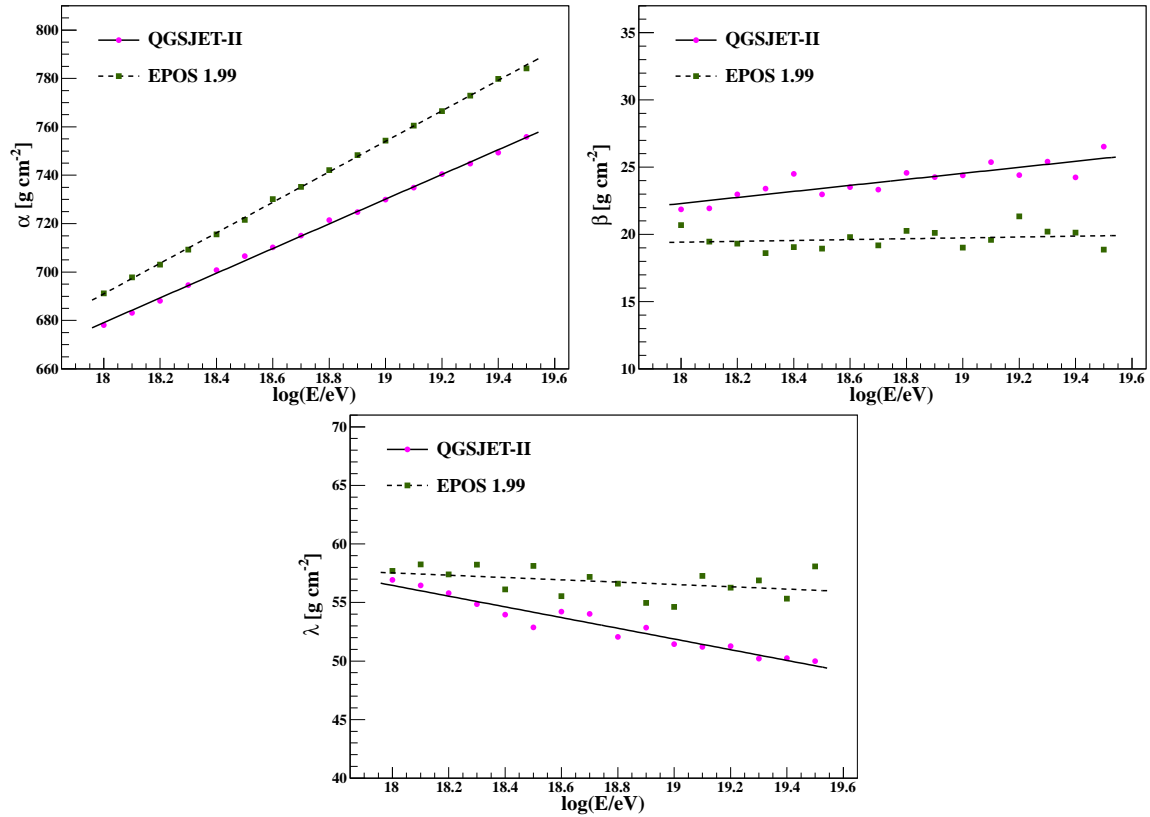 α [g cm-2]
810
800
780
760
740
720
700
680
660
QGSJET-II
EPOS 1.99
18 18.2 18.4 18.6 18.8 19 19.2 19.4 19.6
log(E/eV)
β [g cm-2]
35
30
25
20
15
10
QGSJET-II
EPOS 1.99
18 18.2 18.4 18.6 18.8 19 19.2 19.4 19.6
log(E/eV)
λ [g cm-2]
70
65
60
55
50
45
40
QGSJET-II
EPOS 1.99
18 18.2 18.4 18.6 18.8 19 19.2 19.4 19.6
log(E/eV)